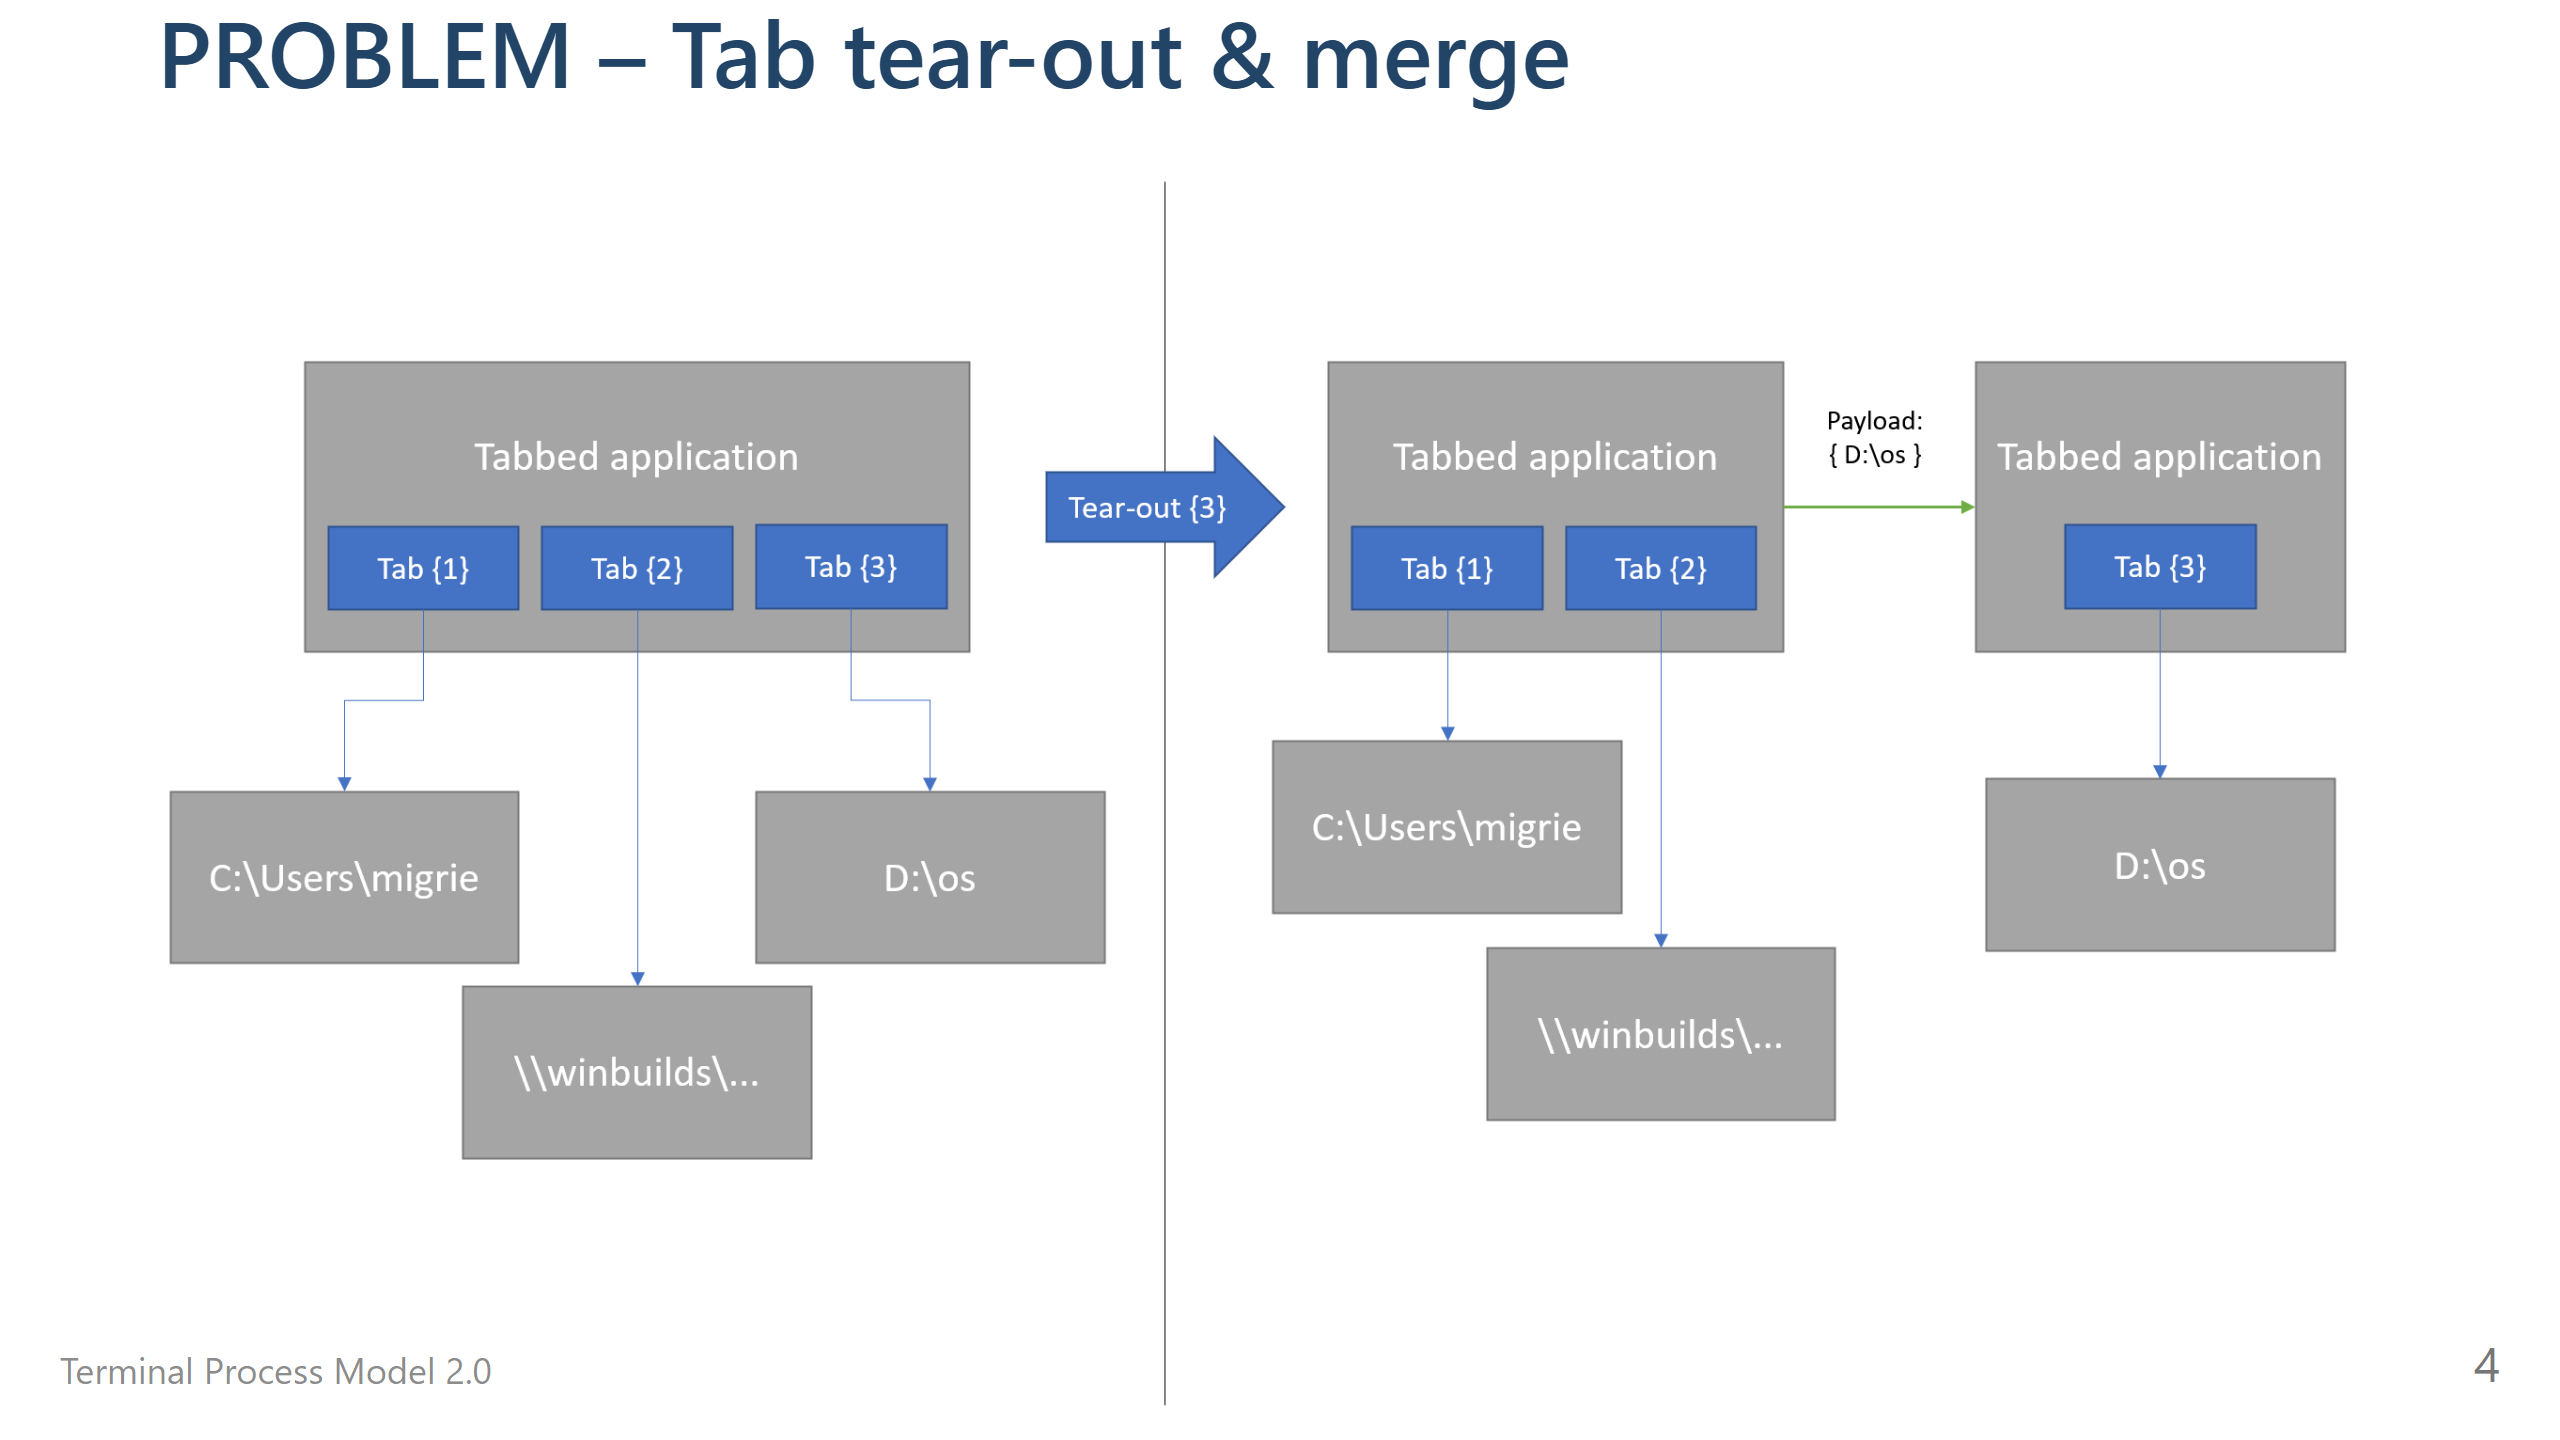 PROBLEM – Tab tear-out & merge
Tabbed application
Tab {1}
Tab {2}
Tab {3}
C:\Users\migrie
\\winbuilds\...
D:\os
Tear-out {3}
Tabbed application
Tab {1}
Tab {2}
C:\Users\migrie
\\winbuilds\...
Payload:
{ D:\os }
Tabbed application
Tab {3}
D:\os
Terminal Process Model 2.0
4